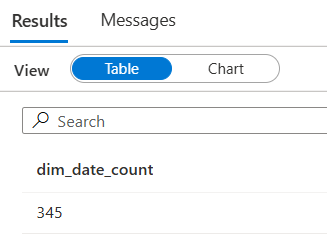 Results Messages
View Table Chart
Search
dim_date_count
345